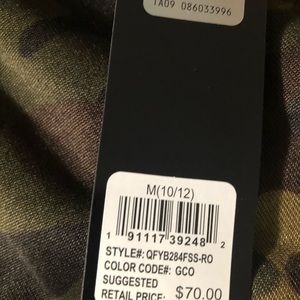 TA09 086033996
M(10/12)
1 91117 39248 2
STYLE#: QFYB284FSS-RO
COLOR CODE#: GCO
SUGGESTED
RETAIL PRICE: $70.00